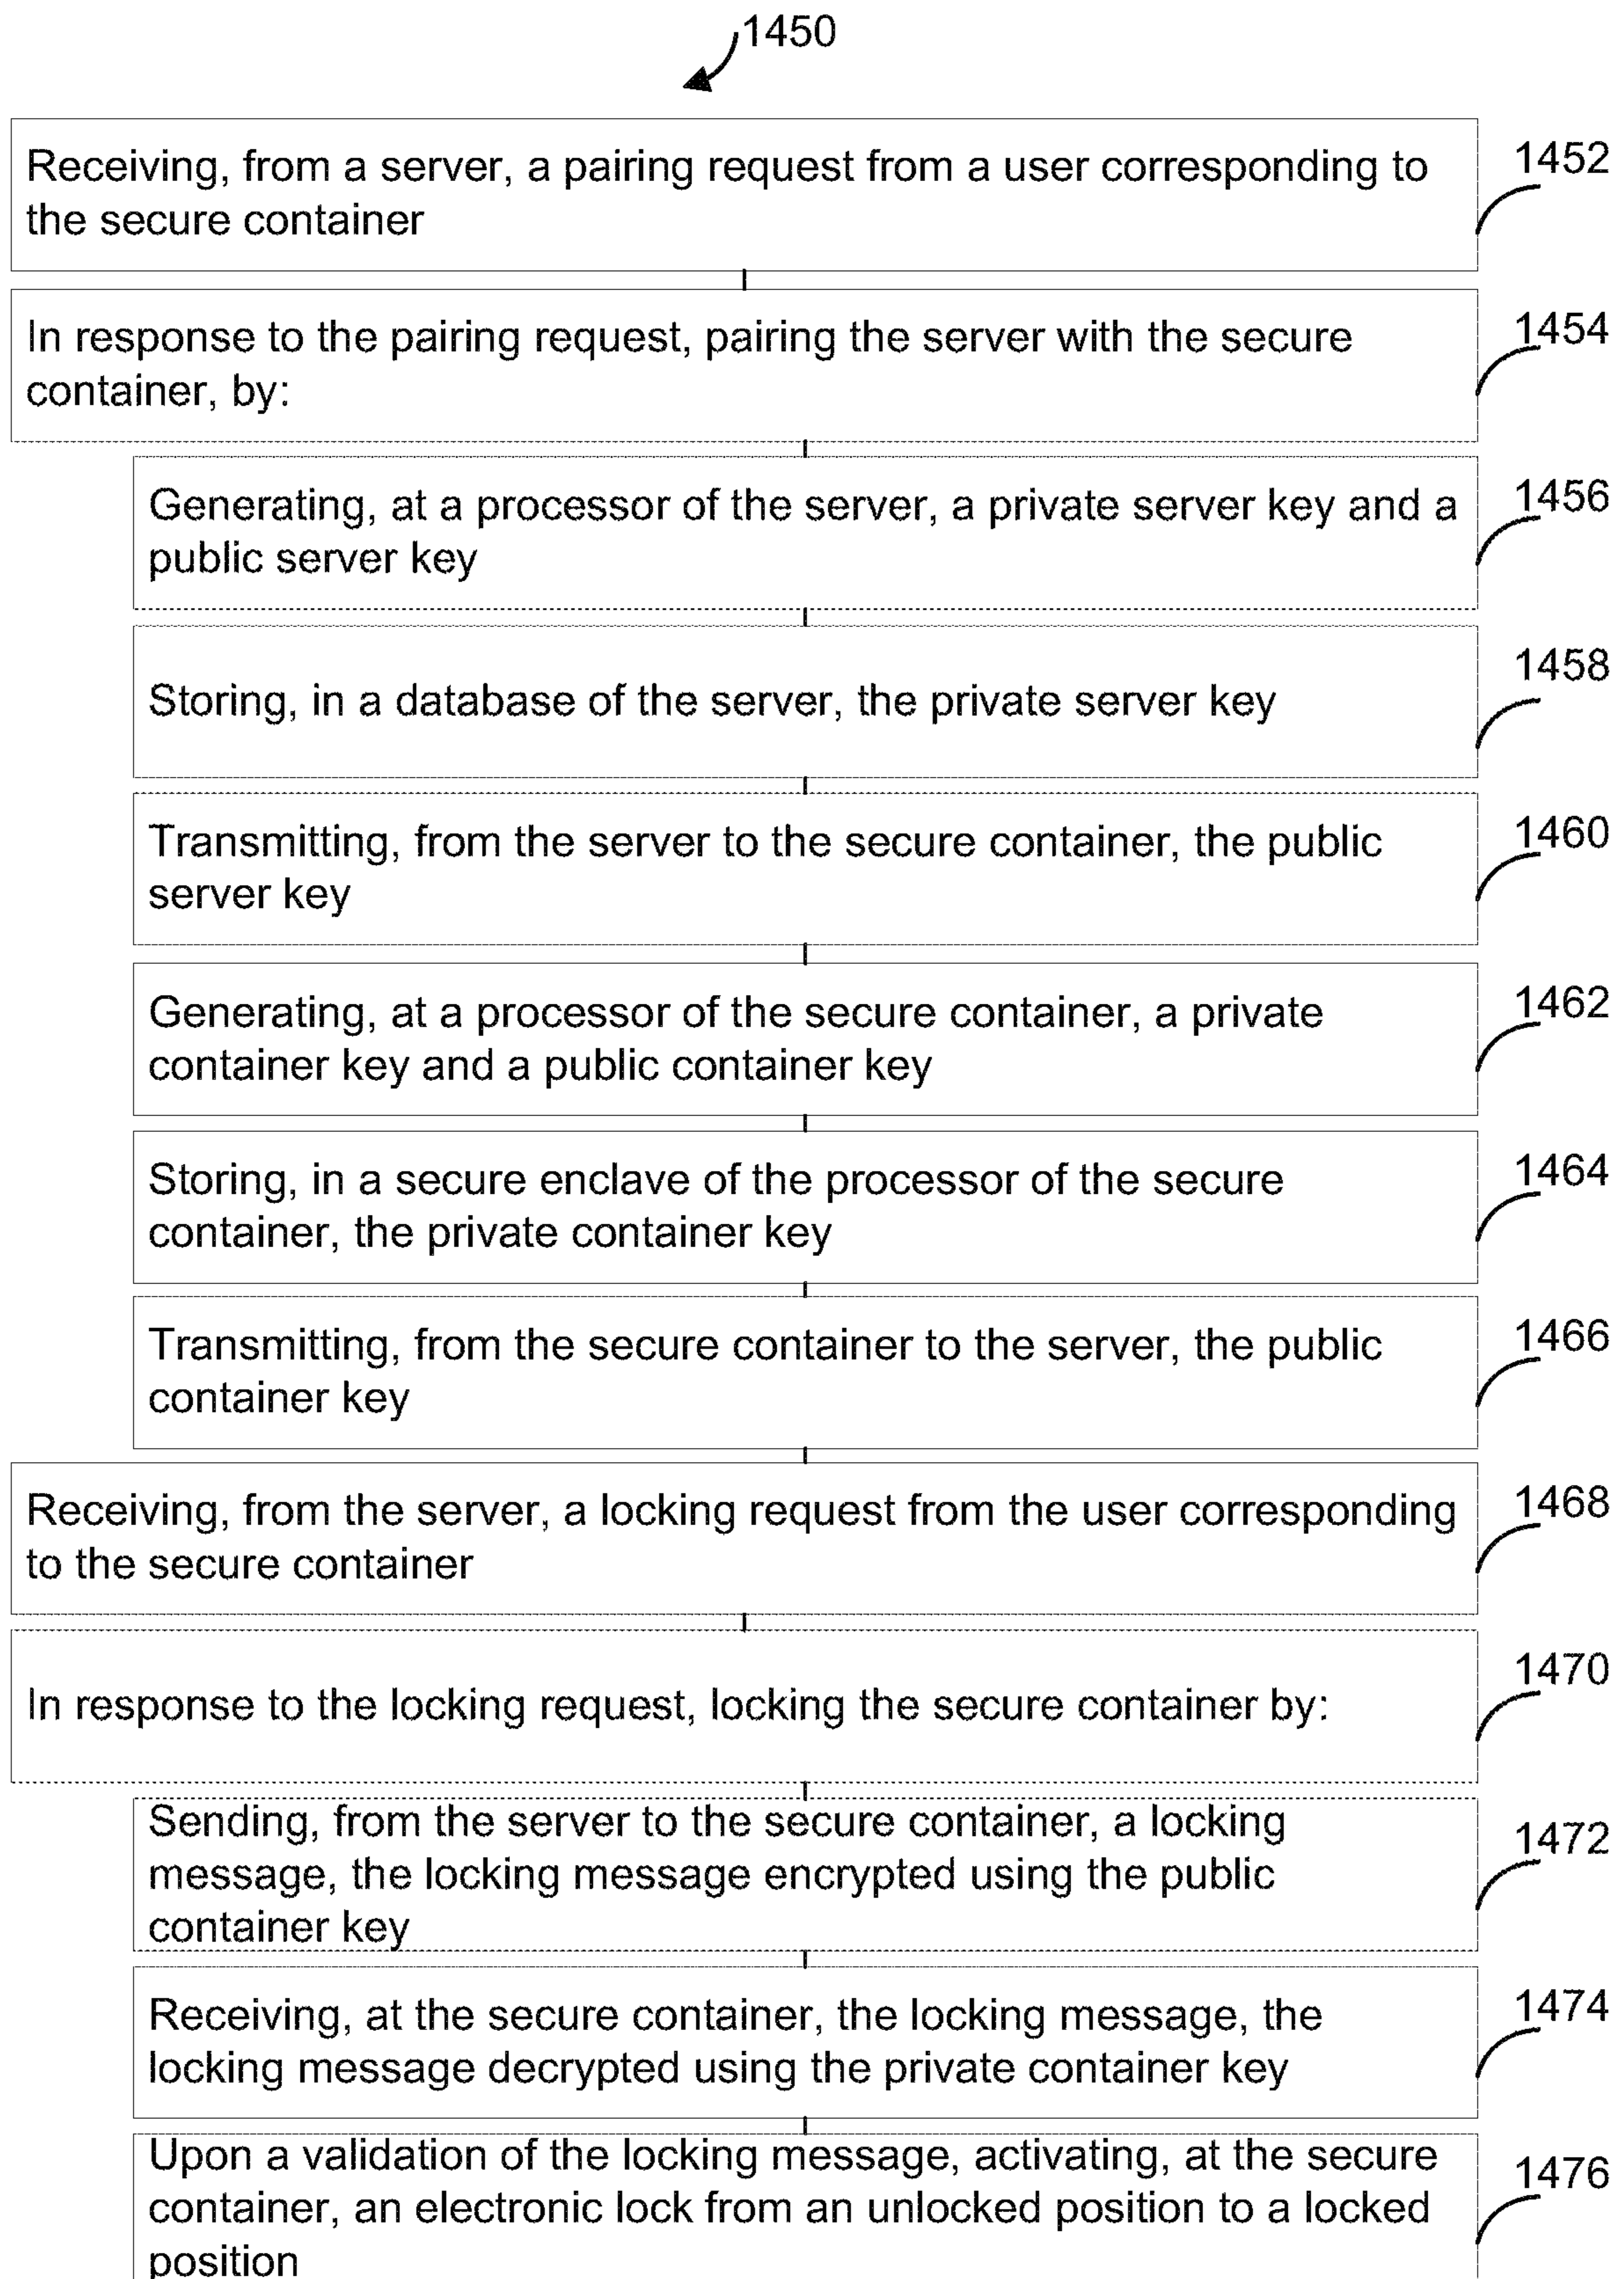 1450
Receiving, from a server, a pairing request from a user corresponding to
the secure container
1452
In response to the pairing request, pairing the server with the secure
container, by:
1454
Generating, at a processor of the server, a private server key and a
public server key
1456
Storing, in a database of the server, the private server key
1458
Transmitting, from the server to the secure container, the public
server key
1460
Generating, at a processor of the secure container, a private
container key and a public container key
1462
Storing, in a secure enclave of the processor of the secure
container, the private container key
1464
Transmitting, from the secure container to the server, the public
container key
1466
Receiving, from the server, a locking request from the user corresponding
to the secure container
1468
In response to the locking request, locking the secure container by:
1470
Sending, from the server to the secure container, a locking
message, the locking message encrypted using the public
container key
1472
Receiving, at the secure container, the locking message, the
locking message decrypted using the private container key
1474
Upon a validation of the locking message, activating, at the secure
container, an electronic lock from an unlocked position to a locked
position
1476